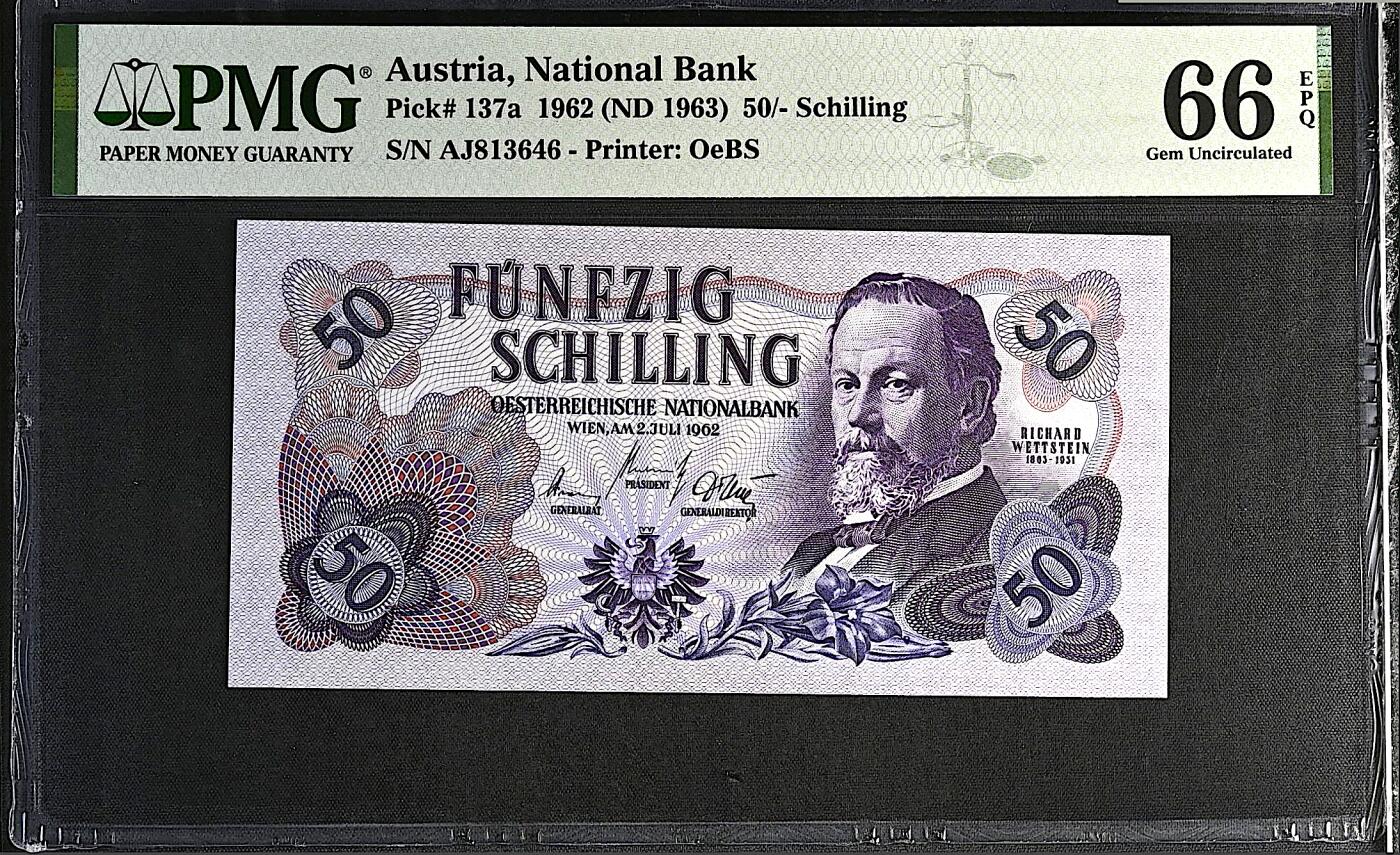 PMG®
PAPER MONEY GUARANTY
Austria, National Bank
Pick# 137a 1962 (ND 1963) 50/- Schilling
S/N AJ813646 - Printer: OeBS
66
EPQ
Gem Uncirculated
50
FÜNFZIG
SCHILLING
OESTERREICHISCHE NATIONALBANK
WIEN, AM 2. JULI 1962
GENERALRAT
PRÄSIDENT
GENERALDIREKTOR
50
RICHARD
WETTSTEIN
1863-1931
50
50